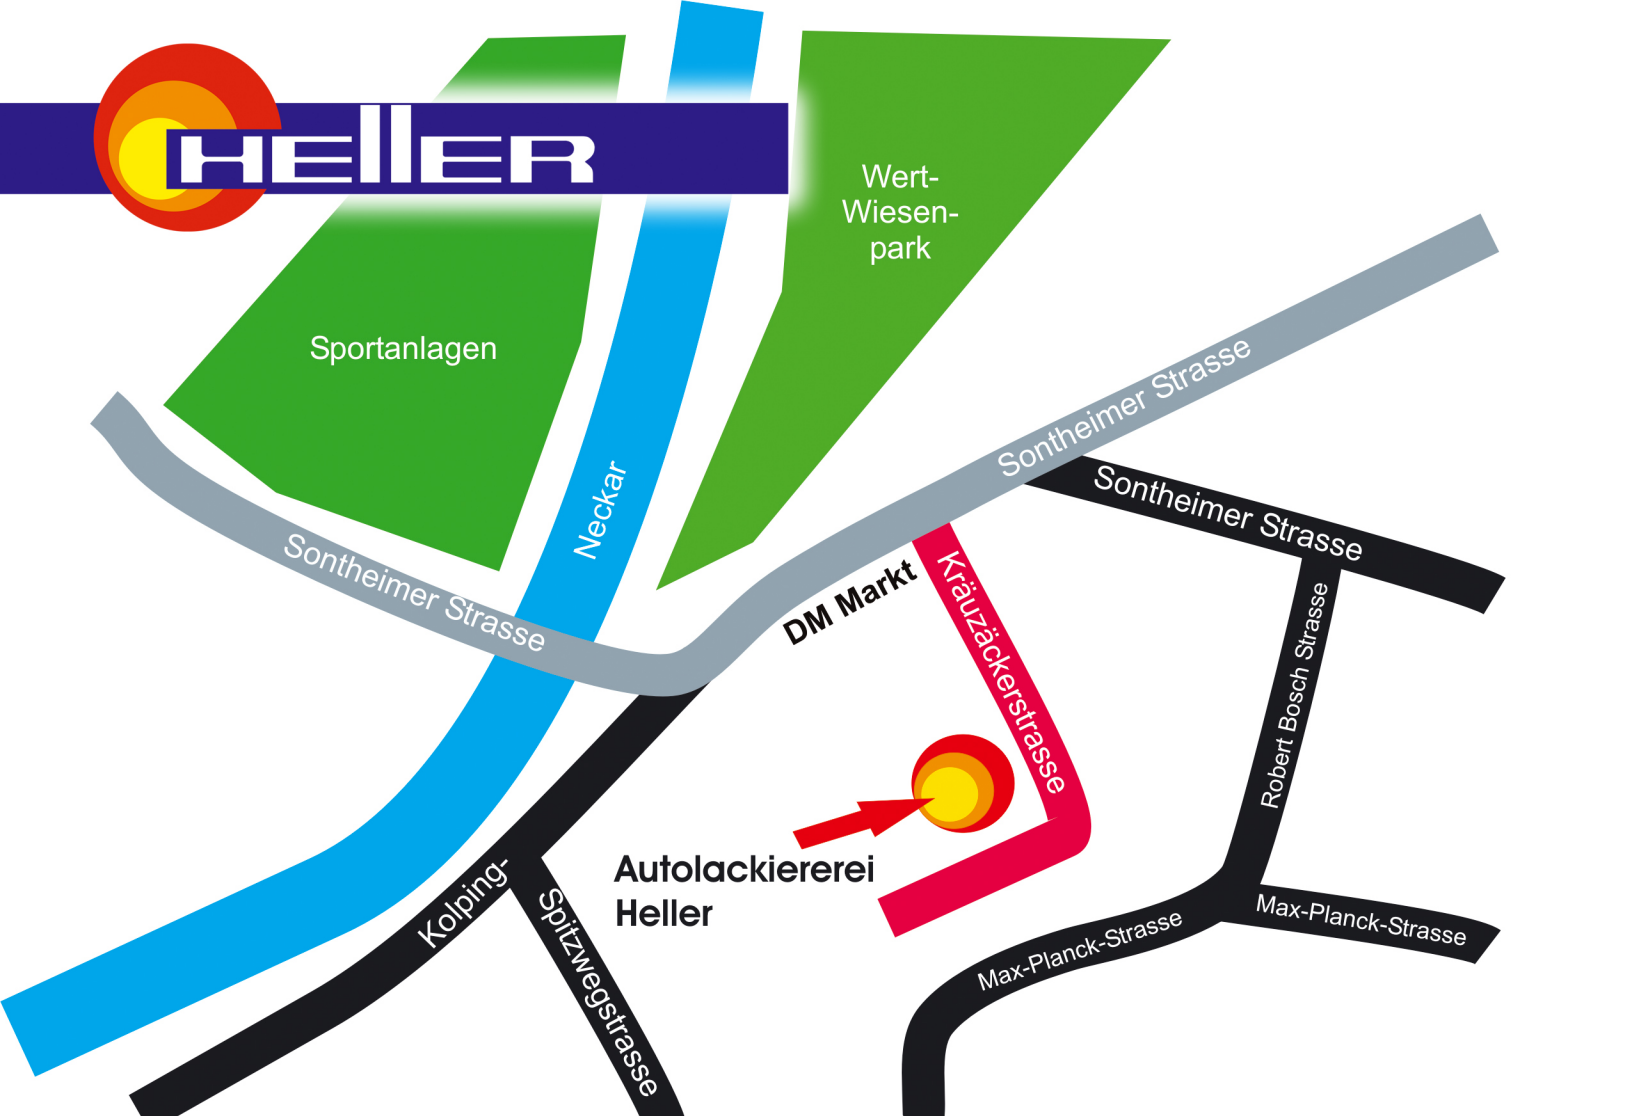 HEllER
Wert-
Wiesen-
park
Sportanlagen
Sontheimer Strasse
Neckar
Sontheimer Strasse
Sontheimer Strasse
DM Markt
Kräuzäckerstrasse
Robert Bosch Strasse
Autolackiererei
Heller
Kolping-
Spitzwegstrasse
Max-Planck-Strasse
Max-Planck-Strasse